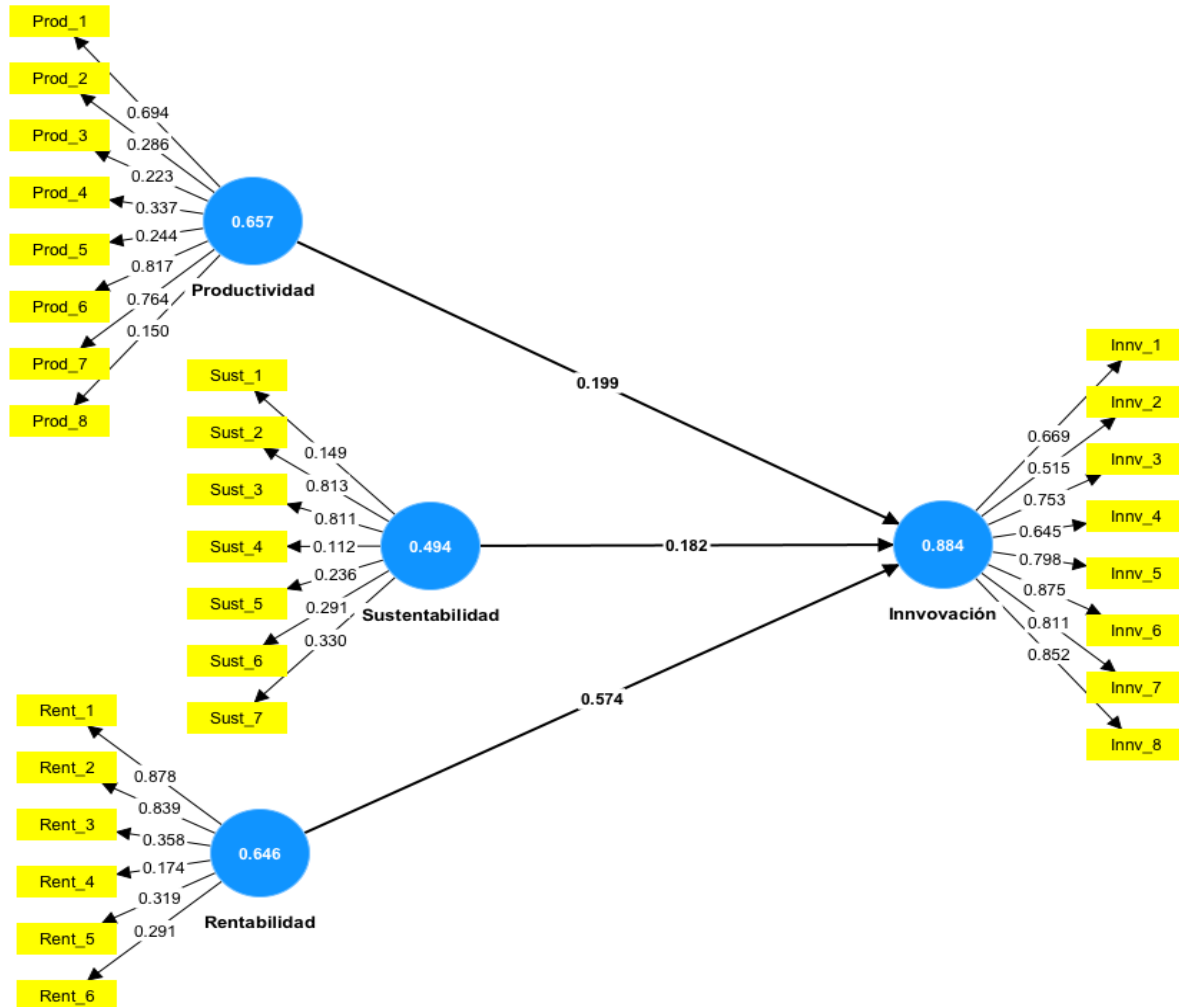 Prod_1
Prod_2
Prod_3
Prod_4
Prod_5
Prod_6
Prod_7
Prod_8
0.694
0.286
0.223
0.337
0.244
0.817
0.764
0.150
0.657
Productividad
0.199
Sust_1
Sust_2
Sust_3
Sust_4
Sust_5
Sust_6
Sust_7
0.149
0.813
0.811
0.112
0.236
0.291
0.330
0.494
Sustentabilidad
0.182
Rent_1
Rent_2
Rent_3
Rent_4
Rent_5
Rent_6
0.878
0.839
0.358
0.174
0.319
0.291
0.646
Rentabilidad
0.574
0.884
Innvovación
0.669
0.515
0.753
0.645
0.798
0.875
0.811
0.852
Innv_1
Innv_2
Innv_3
Innv_4
Innv_5
Innv_6
Innv_7
Innv_8